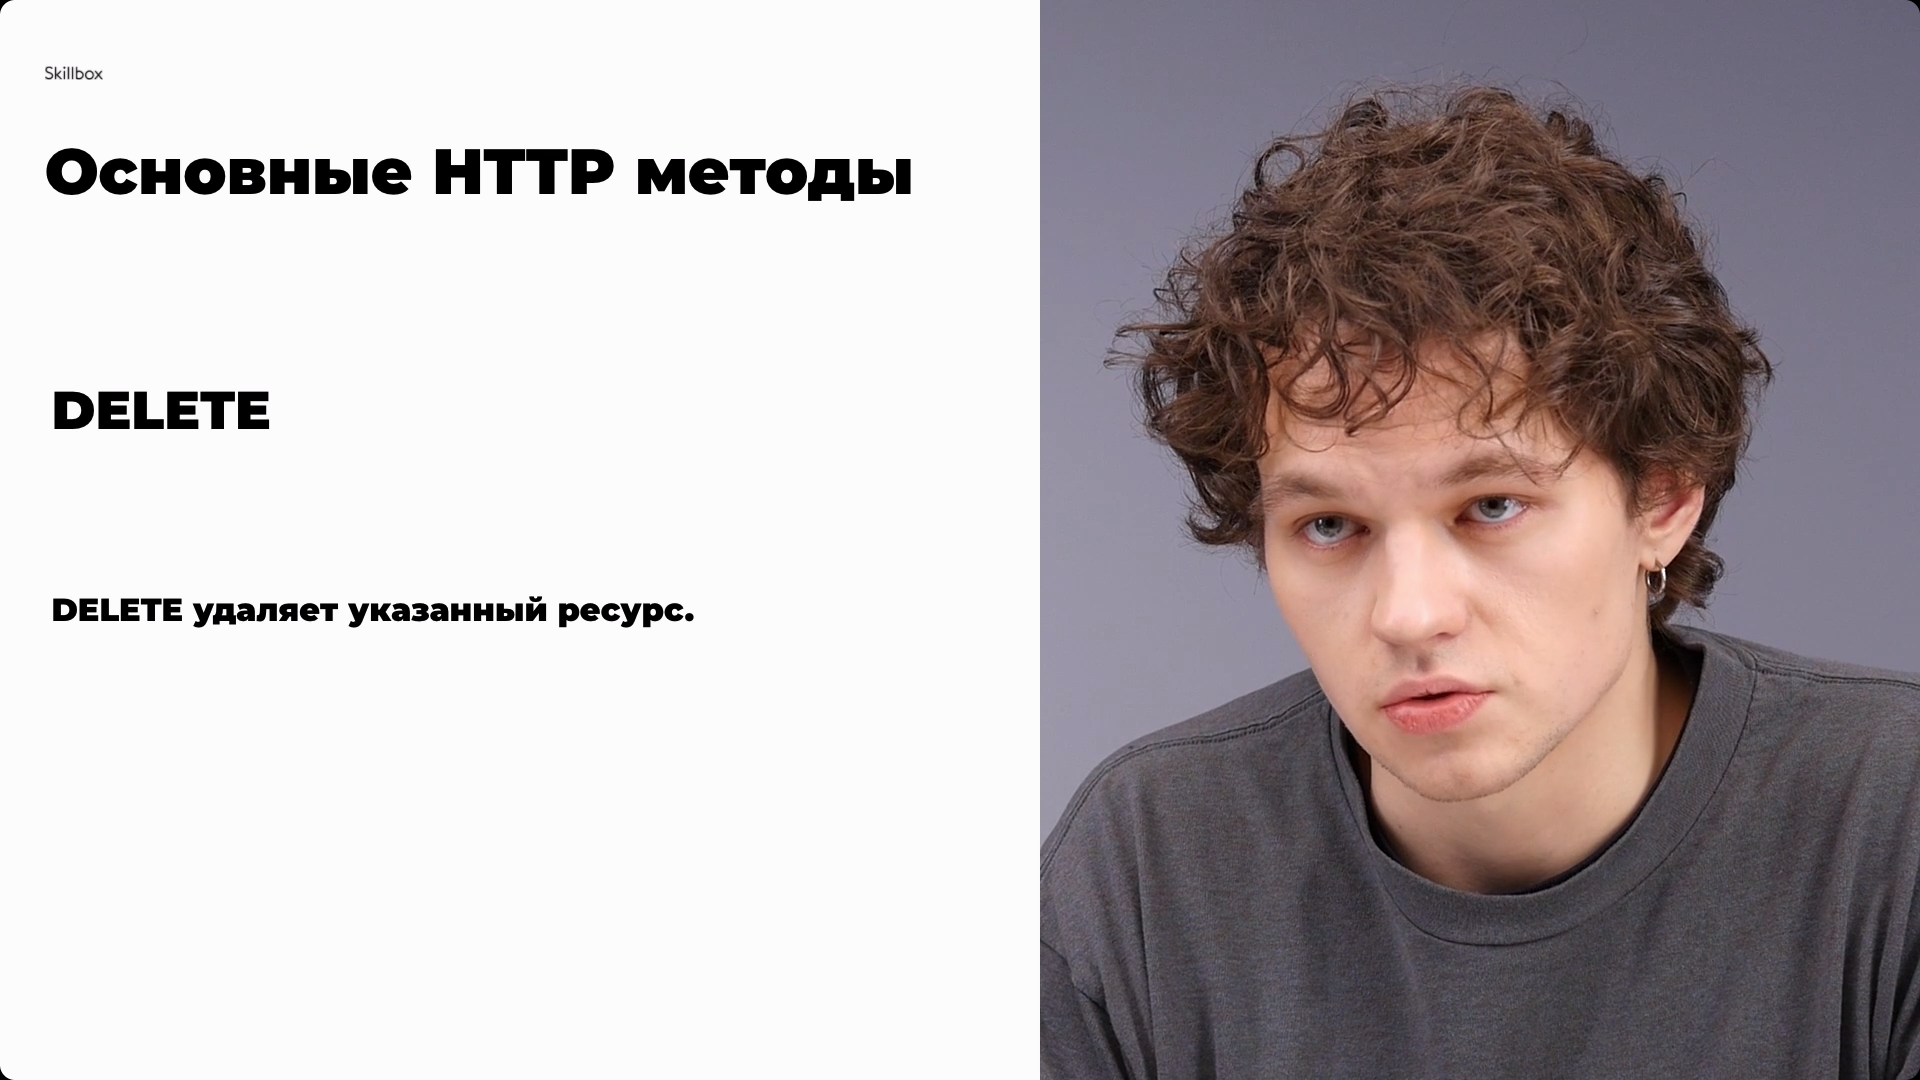 Skillbox
Основные HTTP методы
DELETE
DELETE удаляет указанный ресурс.